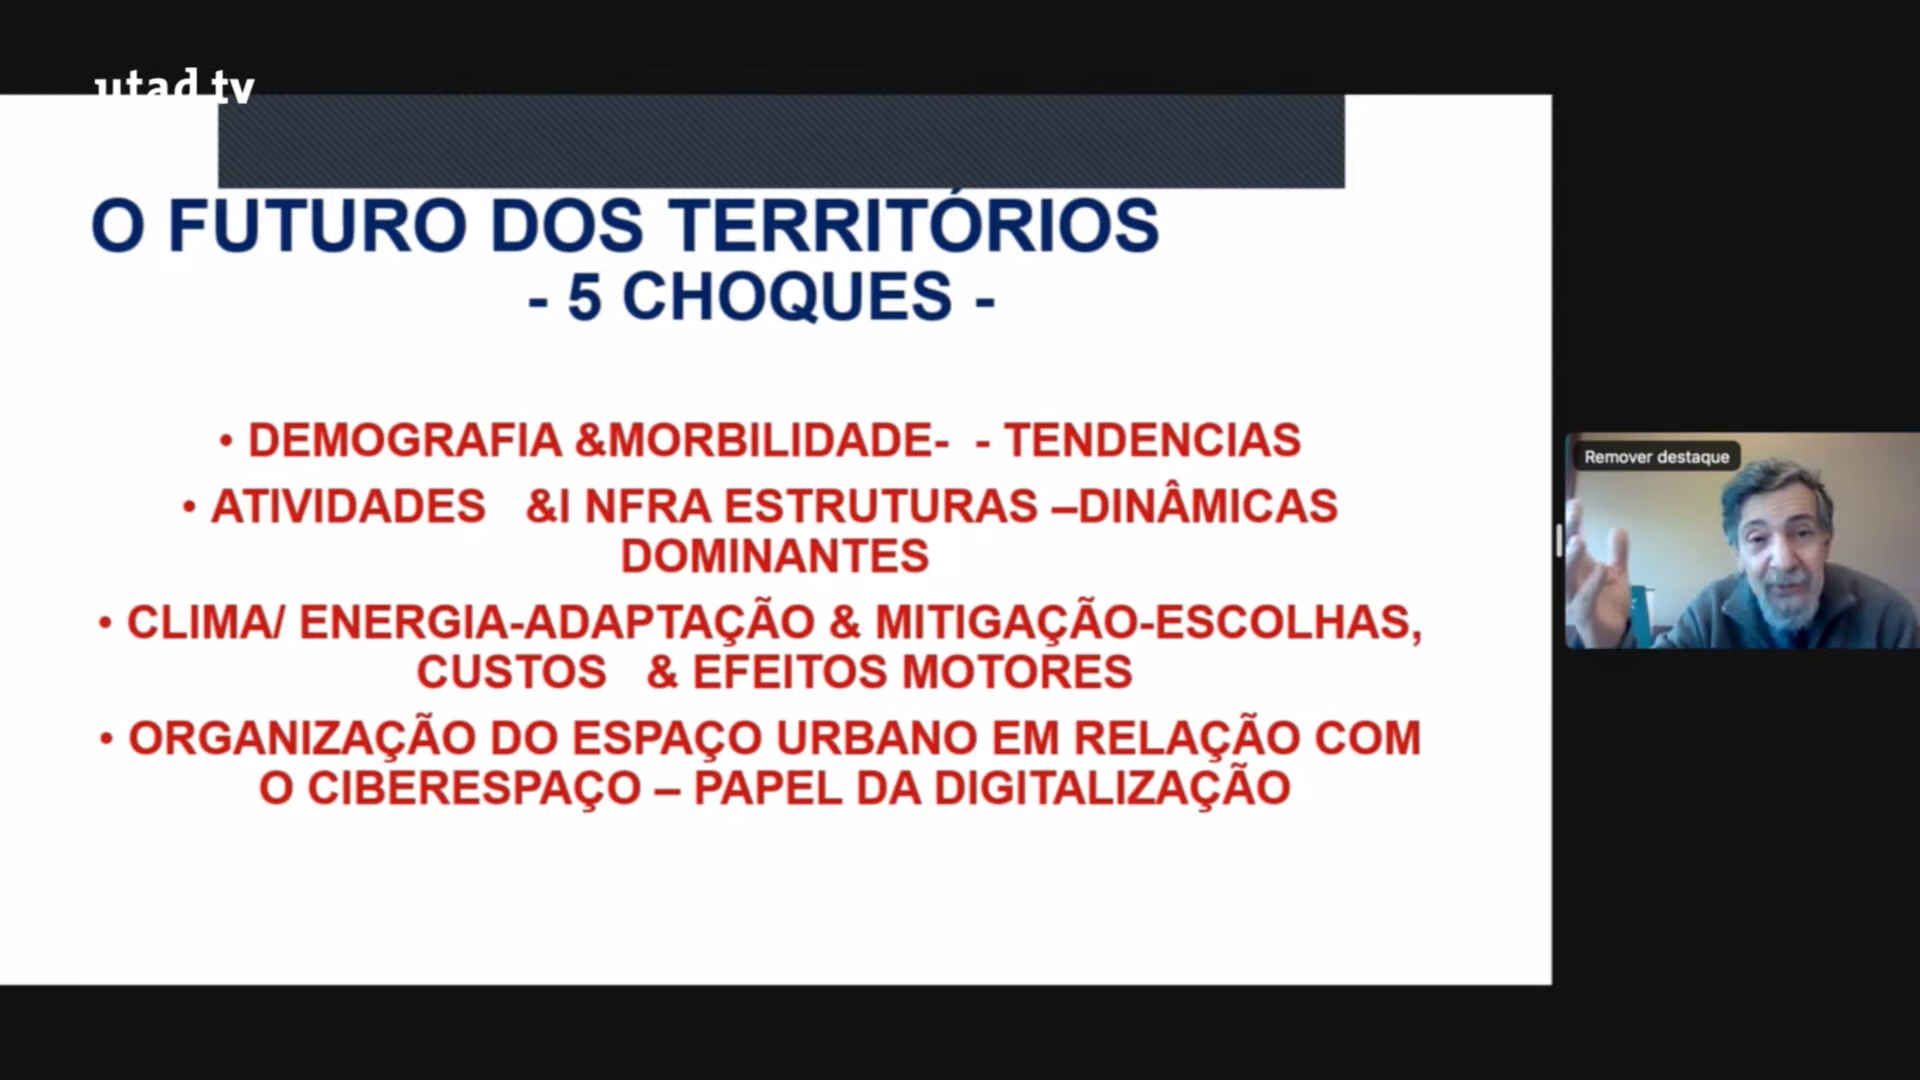 utad tv
O FUTURO DOS TERRITÓRIOS
- 5 CHOQUES -
• DEMOGRAFIA &MORBILIDADE-  - TENDENCIAS
• ATIVIDADES   &I NFRA ESTRUTURAS –DINÂMICAS
DOMINANTES
• CLIMA/ ENERGIA-ADAPTAÇÃO & MITIGAÇÃO-ESCOLHAS,
CUSTOS   & EFEITOS MOTORES
• ORGANIZAÇÃO DO ESPAÇO URBANO EM RELAÇÃO COM
O CIBERESPAÇO – PAPEL DA DIGITALIZAÇÃO
Remover destaque